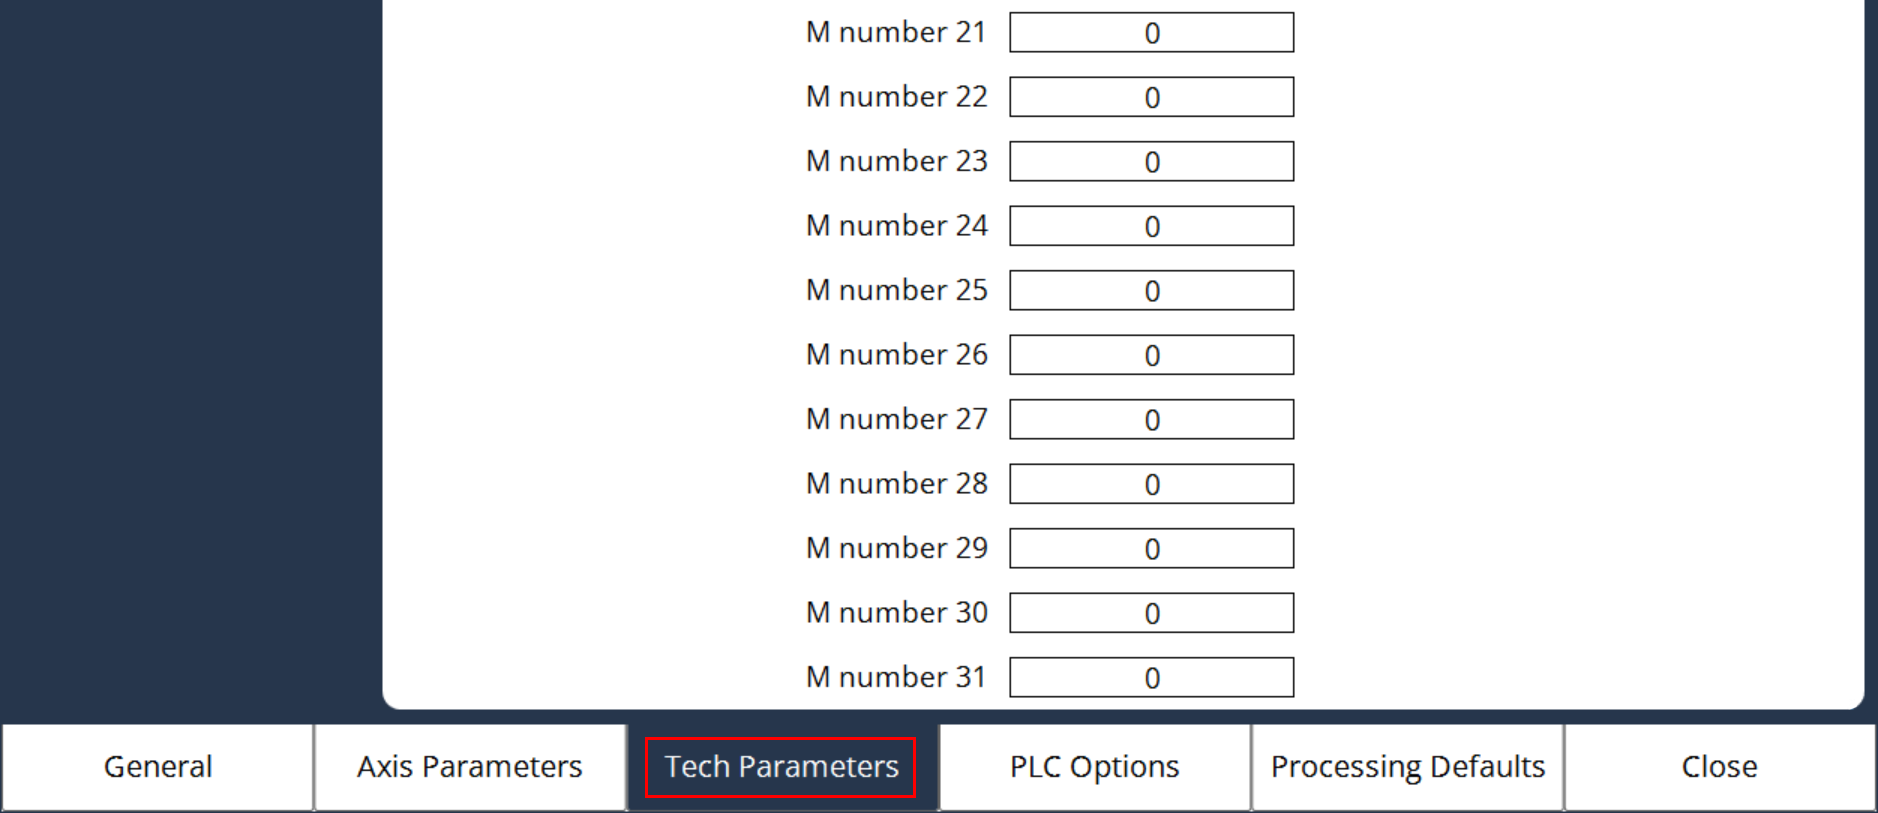 M number 21 0
M number 22 0
M number 23 0
M number 24 0
M number 25 0
M number 26 0
M number 27 0
M number 28 0
M number 29 0
M number 30 0
M number 31 0
General Axis Parameters Tech Parameters PLC Options Processing Defaults Close